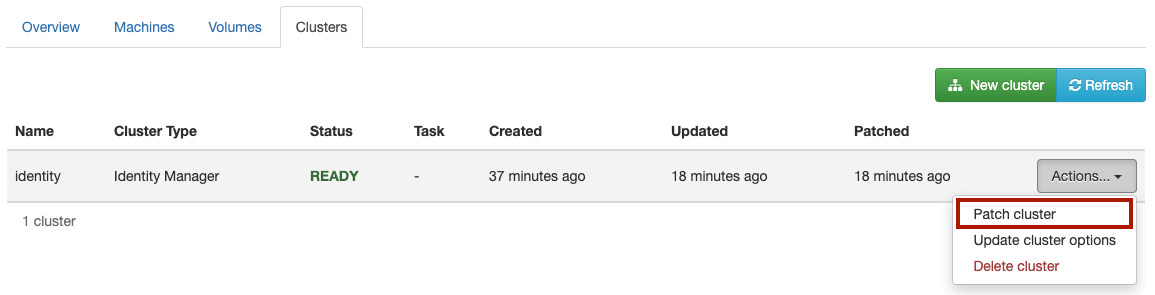 Overview Machines Volumes Clusters
New cluster Refresh
Name Cluster Type Status Task Created Updated Patched
identity Identity Manager READY - 37 minutes ago 18 minutes ago 18 minutes ago Actions...
1 cluster
Patch cluster
Update cluster options
Delete cluster